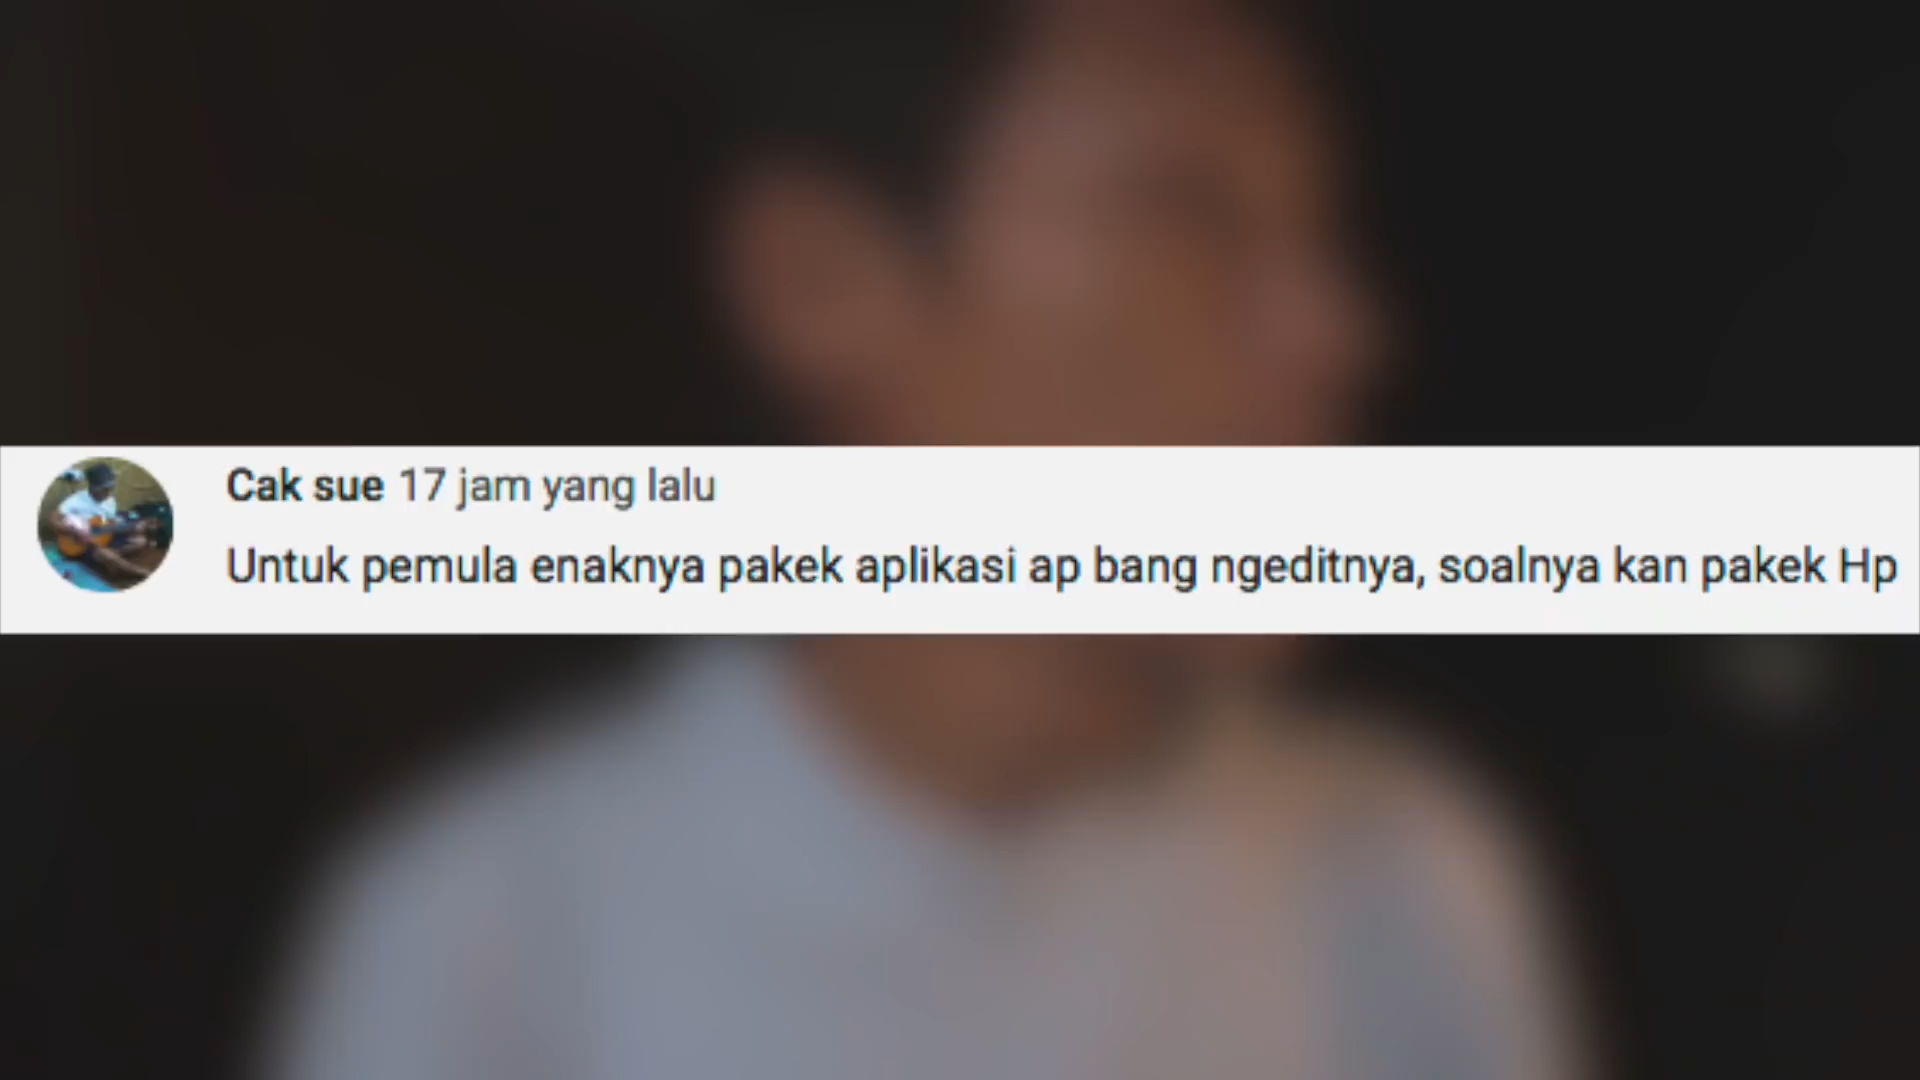 Cak sue 17 jam yang lalu
Untuk pemula enaknya pakek aplikasi ap bang ngeditnya, soalnya kan pakek Hp